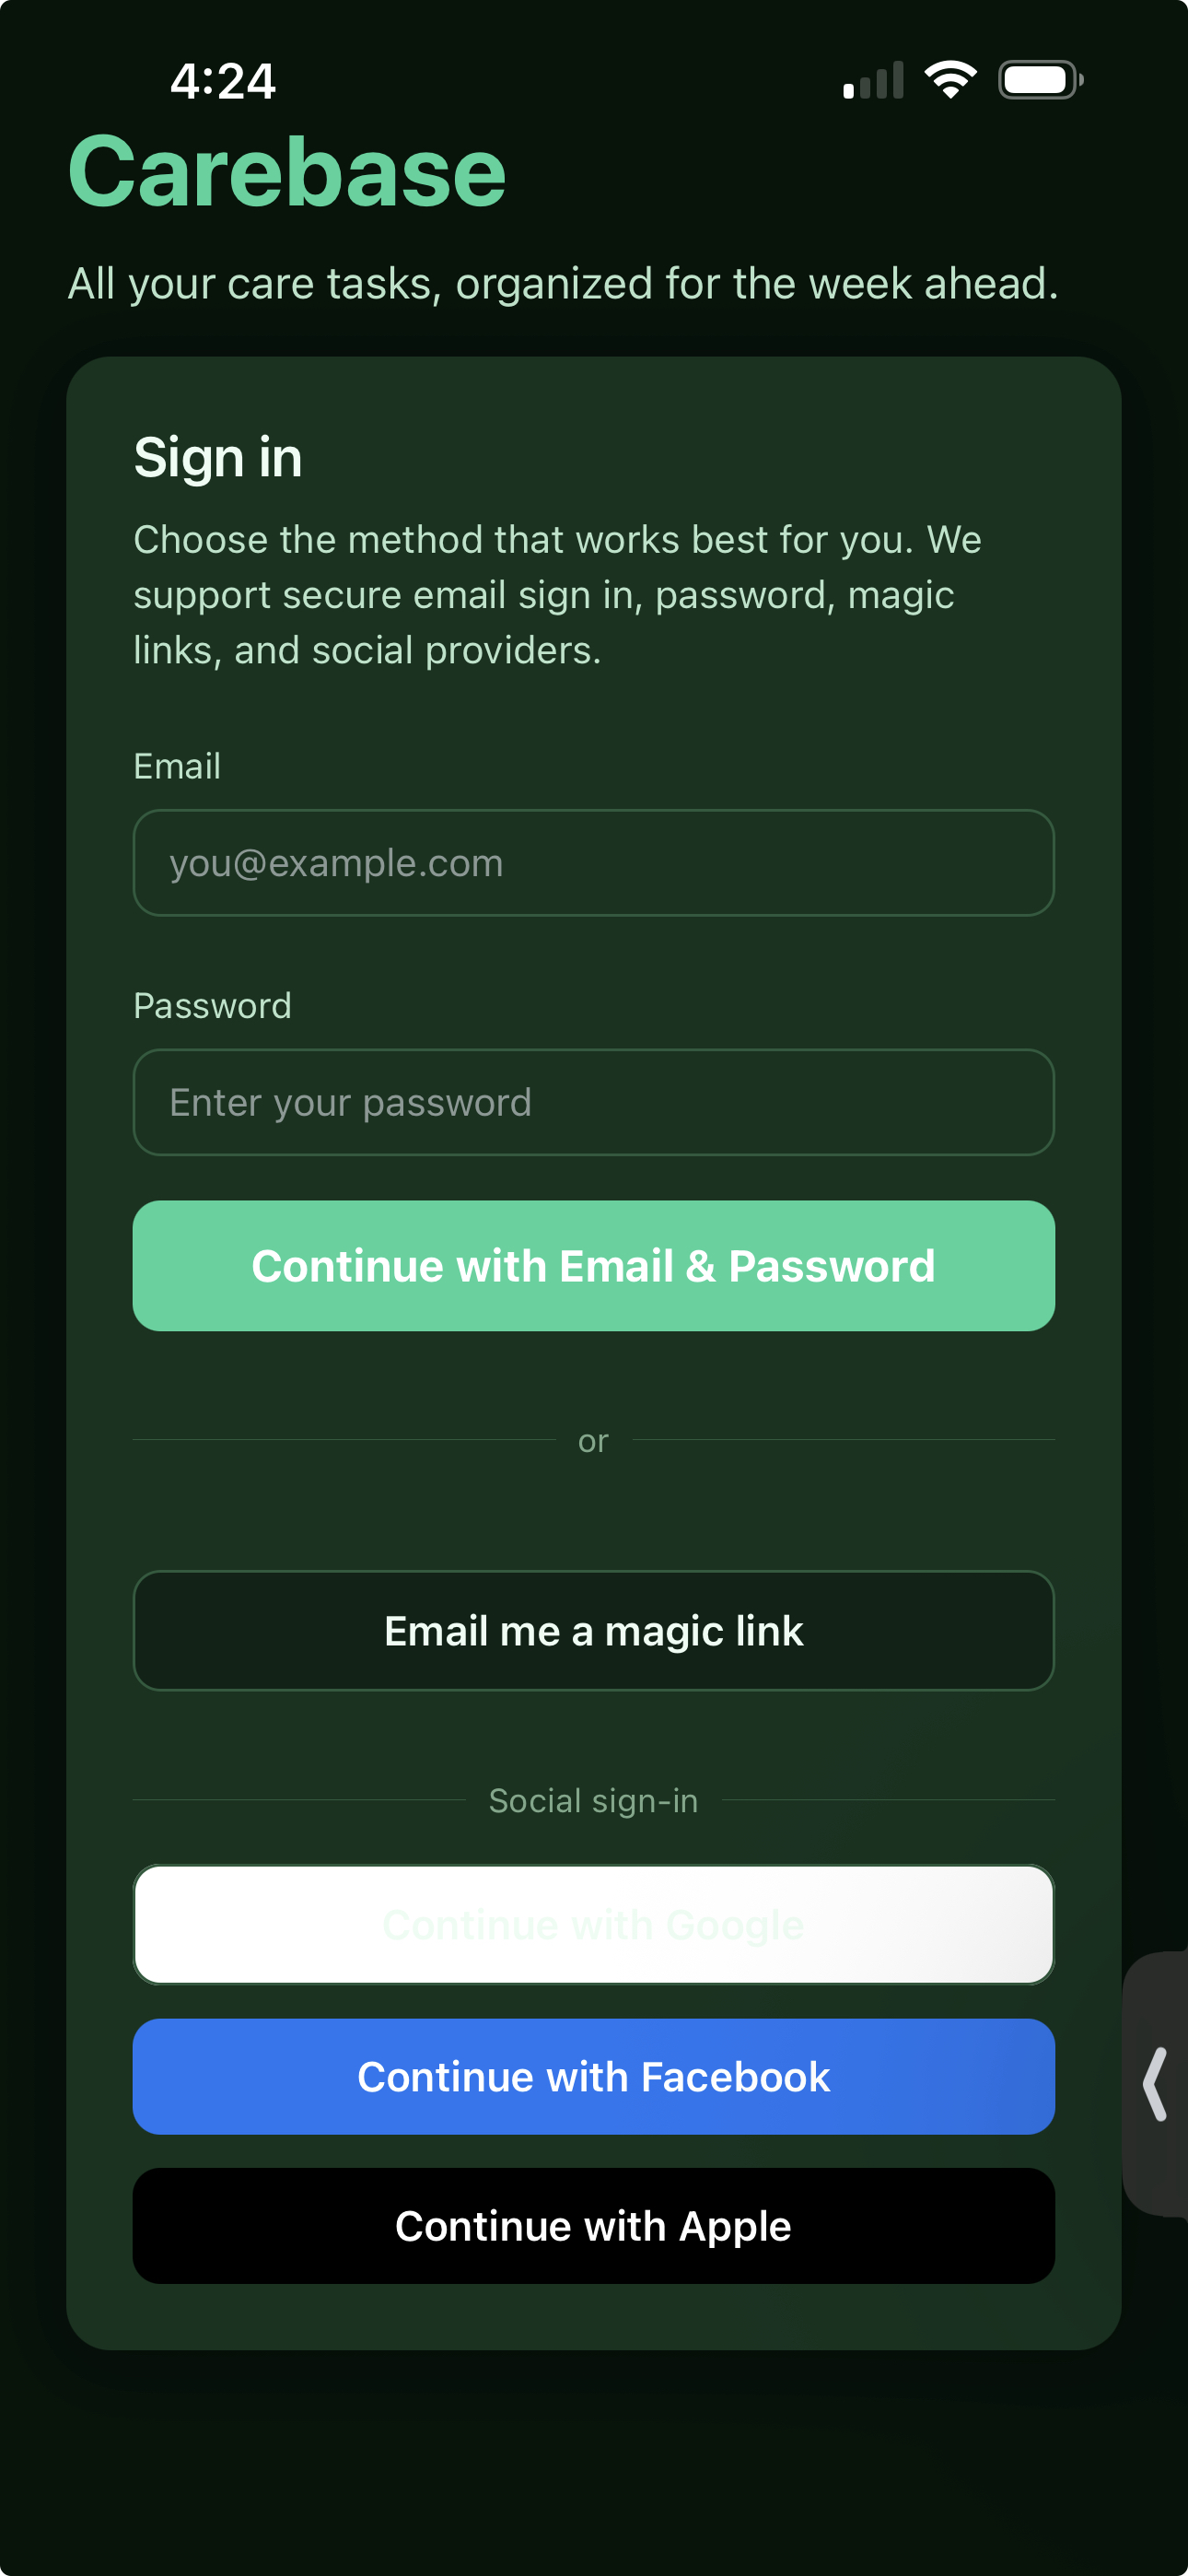 4:24
Carebase
All your care tasks, organized for the week ahead.
Sign in
Choose the method that works best for you. We
support secure email sign in, password, magic
links, and social providers.
Email
you@example.com
Password
Enter your password
Continue with Email & Password
or
Email me a magic link
Social sign-in
Continue with Google
Continue with Facebook
Continue with Apple